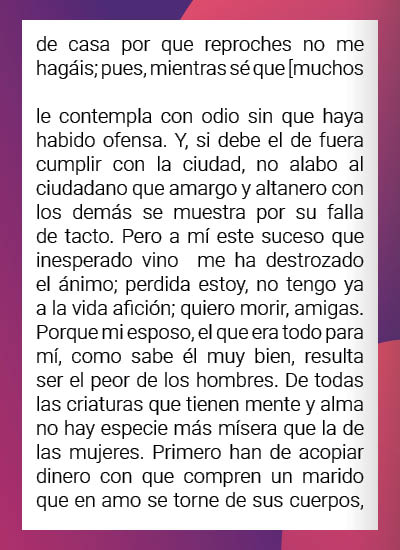 de casa por que reproches no me
hagáis; pues, mientras sé que [muchos
le contempla con odio sin que haya
habido ofensa. Y, si debe el de fuera
cumplir con la ciudad, no alabo al
ciudadano que amargo y altanero con
los demás se muestra por su falla
de tacto. Pero a mí este suceso que
inesperado vino me ha destrozado
el ánimo; perdida estoy, no tengo ya
a la vida afición; quiero morir, amigas.
Porque mi esposo, el que era todo para
mí, como sabe él muy bien, resulta
ser el peor de los hombres. De todas
las criaturas que tienen mente y alma
no hay especie más mísera que la de
las mujeres. Primero han de acopiar
dinero con que compren un marido
que en amo se torne de sus cuerpos,